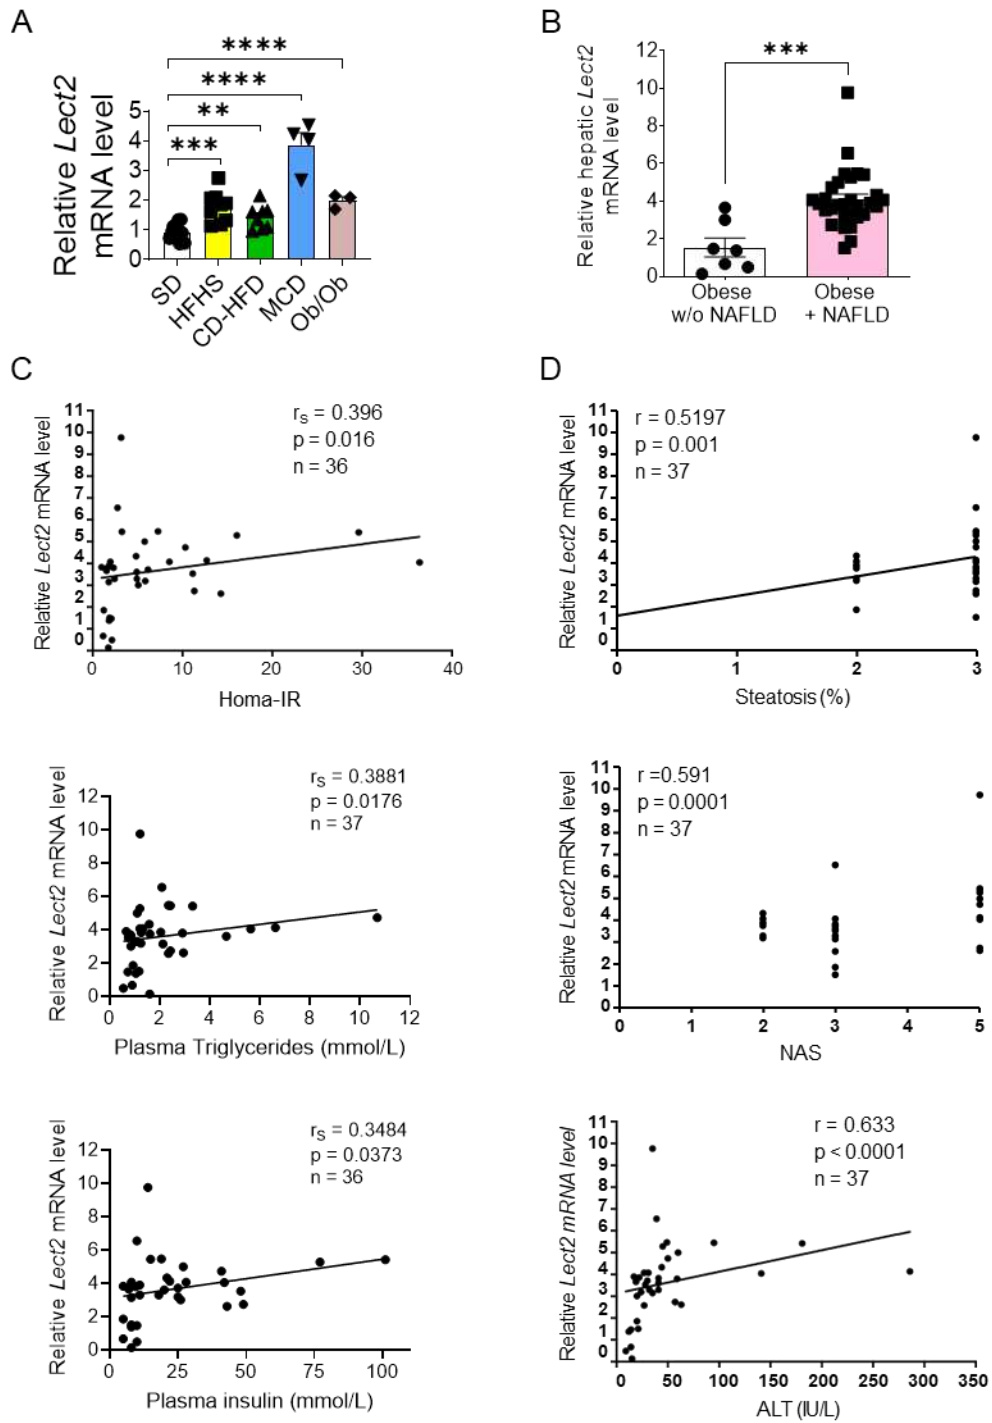 A
****
****
**
***
Relative Lect2
mRNA level
5
4
3
2
1
0
SD
HFHS
CD-HFD
MCD
Ob/Ob
B
***
Relative hepatic Lect2
mRNA level
12
10
8
6
4
2
0
Obese
w/o NAFLD
Obese
+ NAFLD
C
rs = 0.396
p = 0.016
n = 36
Relative Lect2 mRNA level
11
10
9
8
7
6
5
4
3
2
1
0
0 10 20 30 40
Homa-IR
rs = 0.3881
p = 0.0176
n = 37
Relative Lect2 mRNA level
12
10
8
6
4
2
0
0 2 4 6 8 10 12
Plasma Triglycerides (mmol/L)
rs = 0.3484
p = 0.0373
n = 36
Relative Lect2 mRNA level
12
10
8
6
4
2
0
0 25 50 75 100
Plasma insulin (mmol/L)
D
r = 0.5197
p = 0.001
n = 37
Relative Lect2 mRNA level
11
10
9
8
7
6
5
4
3
2
1
0
0 1 2 3
Steatosis (%)
r =0.591
p = 0.0001
n = 37
Relative Lect2 mRNA level
11
10
9
8
7
6
5
4
3
2
1
0
0 1 2 3 4 5
NAS
r = 0.633
p < 0.0001
n = 37
Relative Lect2 mRNA level
11
10
9
8
7
6
5
4
3
2
1
0
0 50 100 150 200 250 300 350
ALT (IU/L)